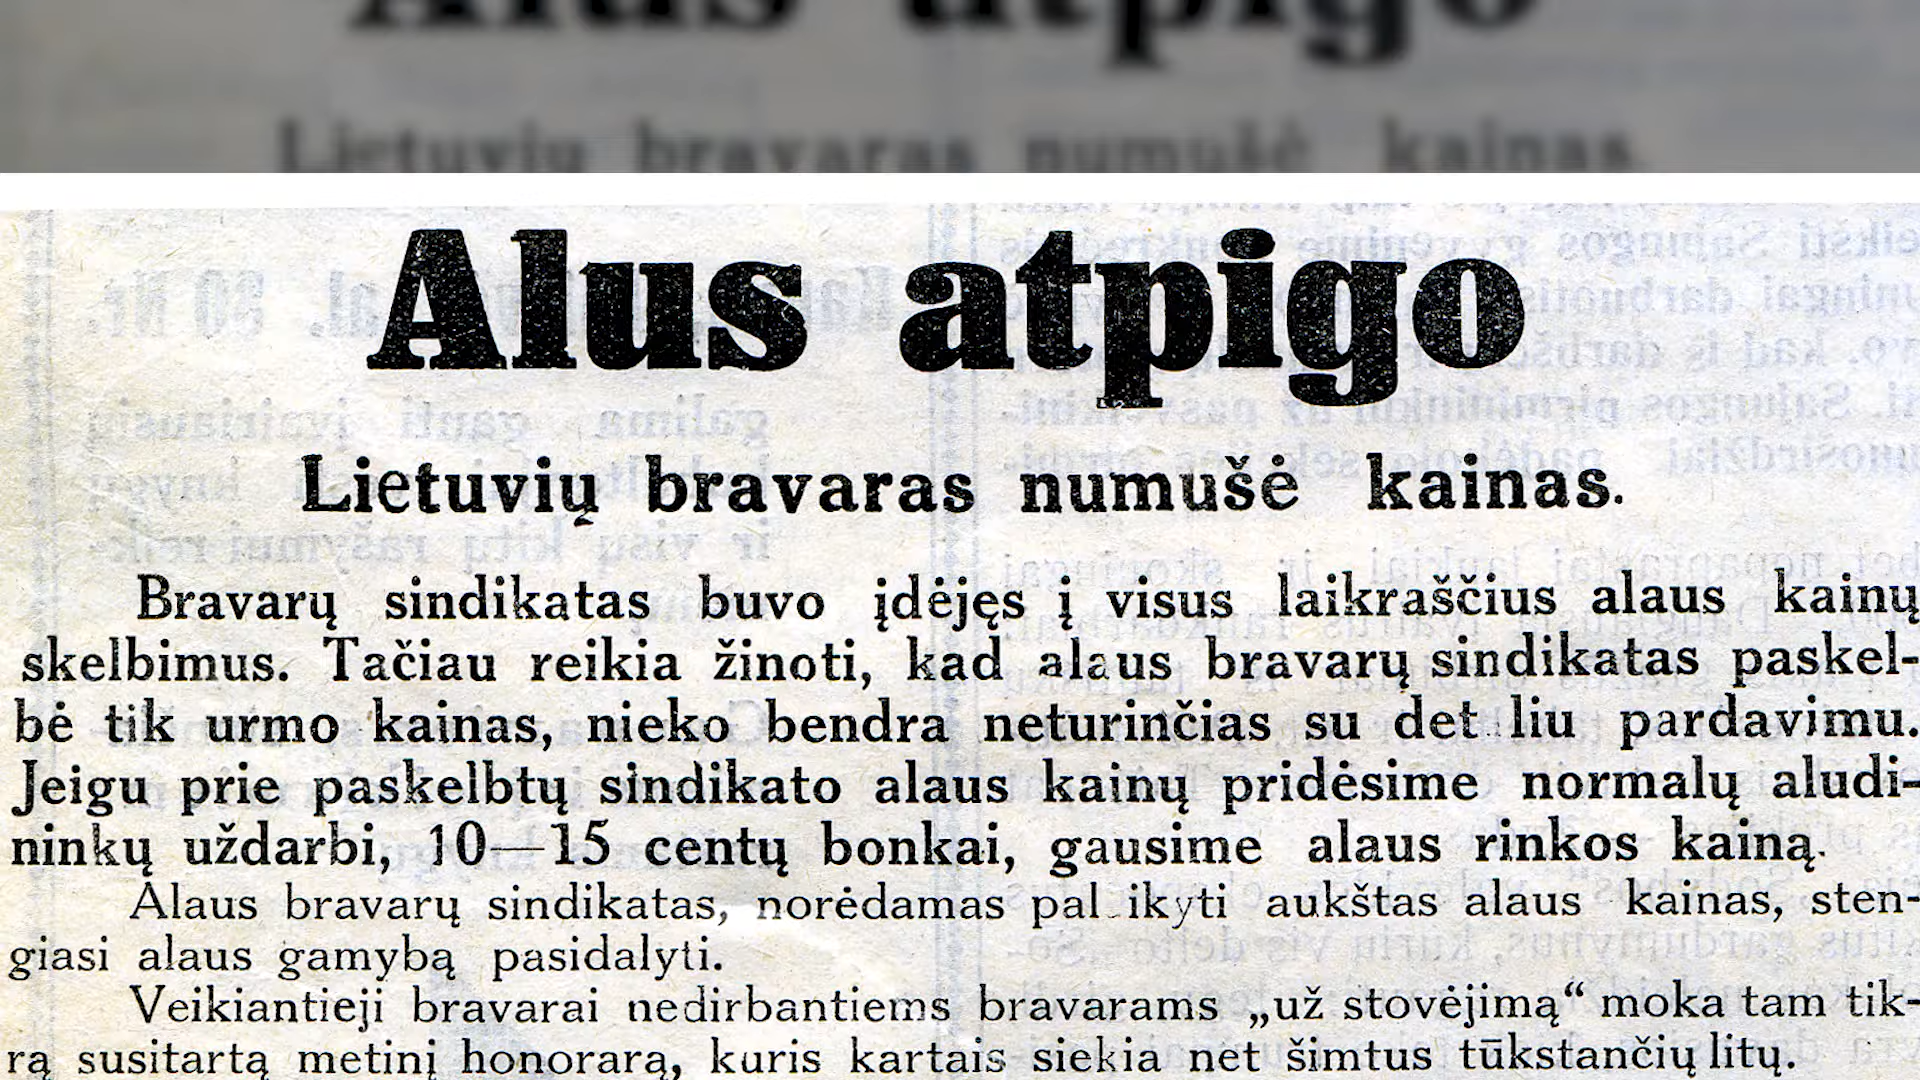 Alus atpigo
Lietuvių bravaras numušė kainas.
Alus atpigo
Lietuvių bravaras numušė kainas.
Bravarų sindikatas buvo įdėjęs į visus laikraščius alaus kainų
skelbimus. Tačiau reikia žinoti, kad alaus bravarų sindikatas paskel-
bė tik urmo kainas, nieko bendra neturinčias su det liu pardavimu.
Jeigu prie paskelbtų sindikato alaus kainų pridėsime normalų aludi-
ninkų uždarbi, 10—15 centų bonkai, gausime alaus rinkos kainą.
Alaus bravarų sindikatas, norėdamas pal ikyti aukštas alaus kainas, sten-
giasi alaus gamybą pasidalyti.
Veikiantieji bravarai nedirbantiems bravarams „už stovėjimą“ moka tam tik-
rą susitartą metinį honorarą, kuris kartais siekia net šimtus tūkstančių litų.